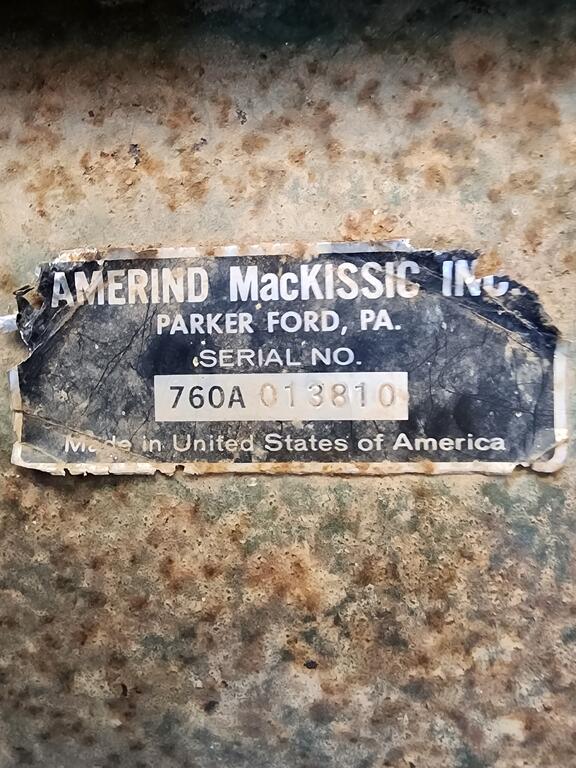 AMERIND MacKISSIC INC.
PARKER FORD, PA.
SERIAL NO.
760A 013810
Made in United States of America